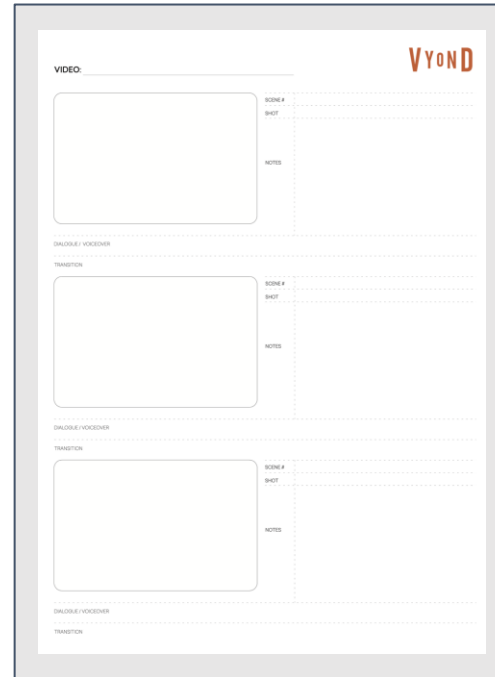 VYOND
VIDEO:
SCENE #
SHOT
NOTES
DIALOGUE / VOICEOVER
TRANSITION
SCENE #
SHOT
NOTES
DIALOGUE / VOICEOVER
TRANSITION
SCENE #
SHOT
NOTES
DIALOGUE / VOICEOVER
TRANSITION